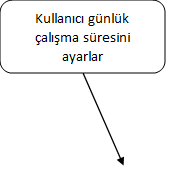 Kullanıcı günlük
çalışma süresini
ayarlar